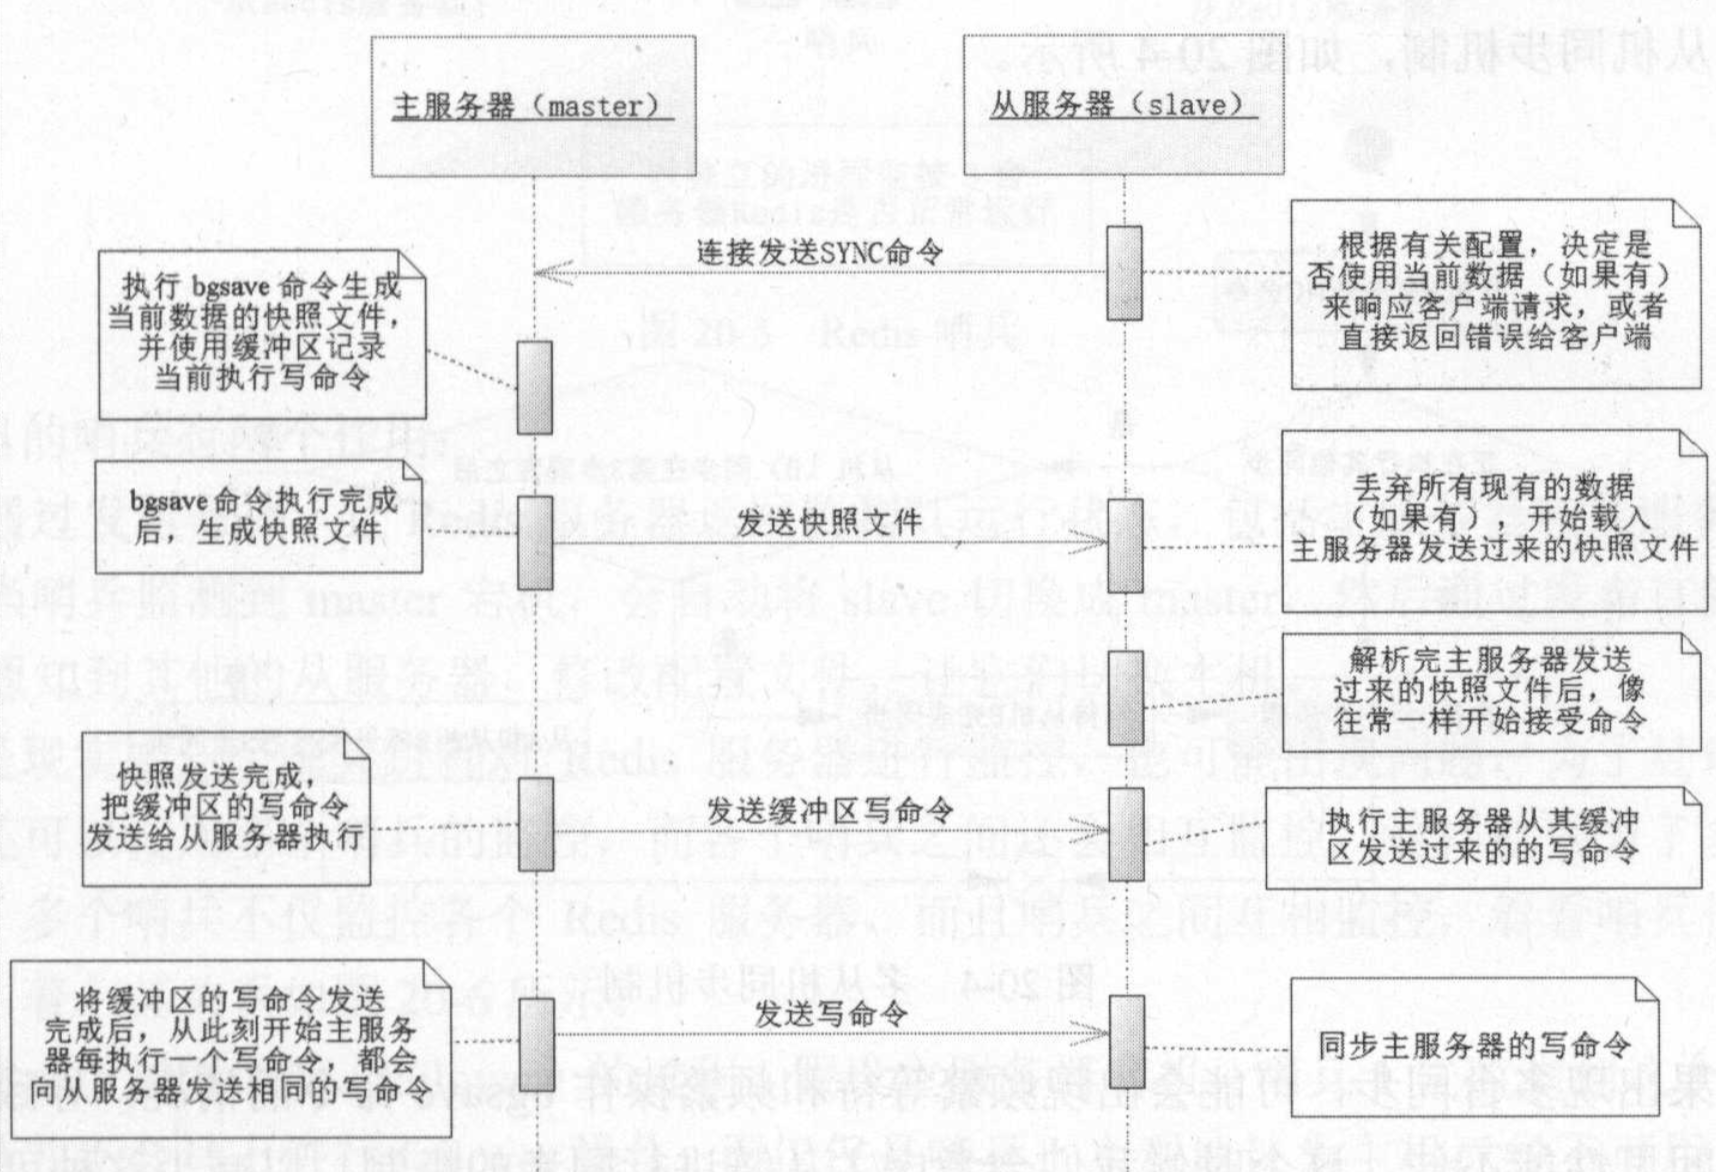 主服务器（master）
从服务器（slave）
连接发送SYNC命令
根据有关配置，决定是
否使用当前数据（如果有）
来响应客户端请求，或者
直接返回错误给客户端
执行 bgsave 命令生成
当前数据的快照文件，
并使用缓冲区记录
当前执行写命令
bgsave 命令执行完成
后，生成快照文件
发送快照文件
丢弃所有现有的数据
（如果有），开始载入
主服务器发送过来的快照文件
解析完主服务器发送
过来的快照文件后，像
往常一样开始接受命令
快照发送完成，
把缓冲区的写命令
发送给从服务器执行
发送缓冲区写命令
执行主服务器从其缓冲
区发送过来的的写命令
将缓冲区的写命令发送
完成后，从此刻开始主服务
器每执行一个写命令，都会
向从服务器发送相同的写命令
发送写命令
同步主服务器的写命令